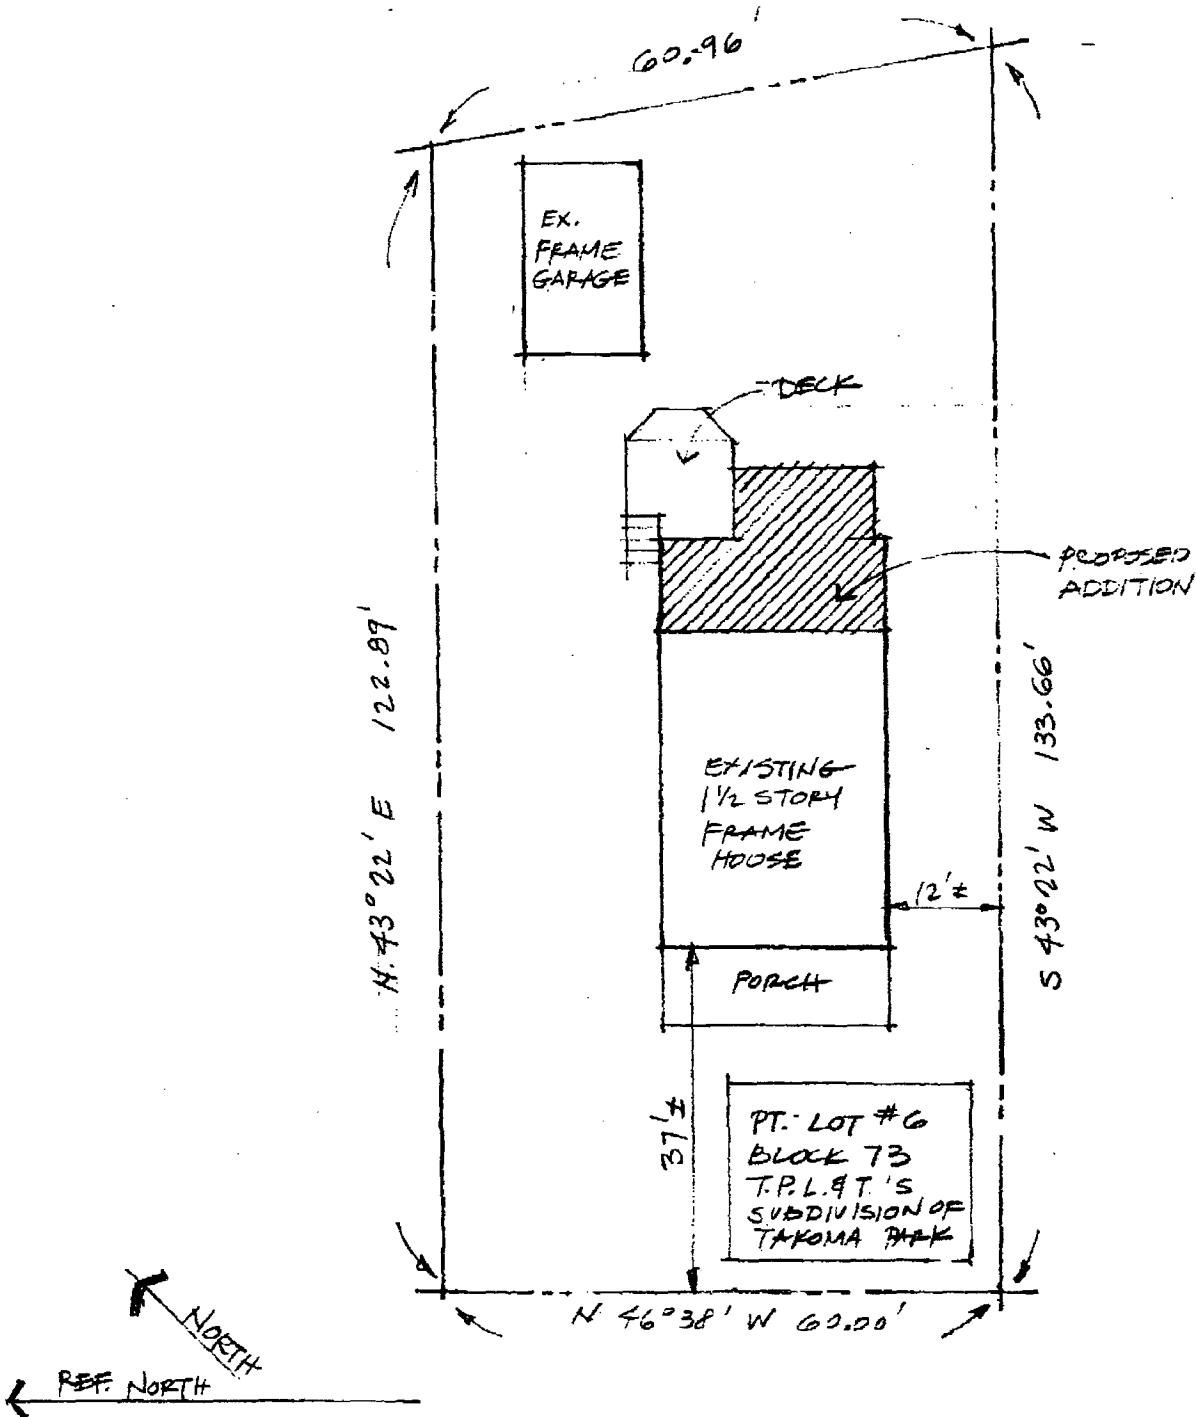 60.96'
EX.
FRAME
GARAGE
DECK
PROPOSED
ADDITION
N. 43° 22' E 122.89'
S 43° 22' W 133.66'
EXISTING
1 1/2 STORY
FRAME
HOUSE
12'±
PORCH
37'±
PT. LOT #6
BLOCK 73
T.P.L. & T.'S
SUBDIVISION OF
TAKOMA PARK
N 46° 38' W 60.00'
NORTH
REF. NORTH